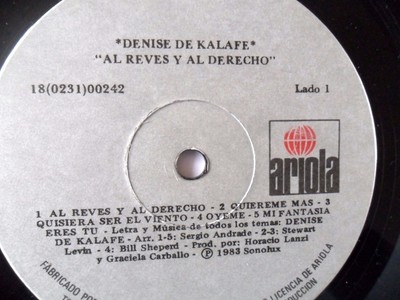 *DENISE DE KALAFE*
"AL REVES Y AL DERECHO"
18(0231)00242
Lado 1
ariola
1 AL REVES Y AL DERECHO - 2 QUIEREME MAS - 3
QUISIERA SER EL VIENTO - 4 OYEME - 5 MI FANTASIA
ERES TU - Letra y Música de todos los temas: DENISE
DE KALAFE - Arr. 1-5: Sergio Andrade - 2-3: Stewart
Levin - 4: Bill Sheperd - Prod. por: Horacio Lanzi
y Graciela Carballo - Ⓟ 1983 Sonolux
FABRICADO PO
LICENCIA DE ARIOLA
DUCCION